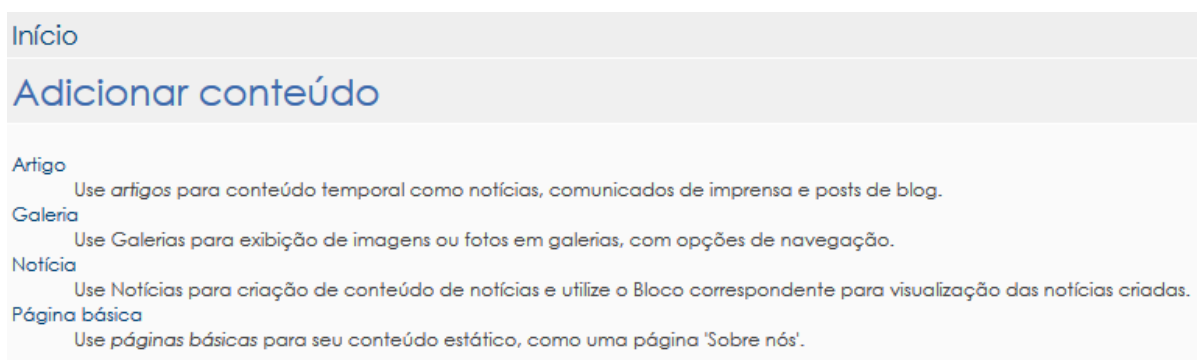 Início
Adicionar conteúdo
Artigo
Use artigos para conteúdo temporal como notícias, comunicados de imprensa e posts de blog.
Galeria
Use Galerias para exibição de imagens ou fotos em galerias, com opções de navegação.
Notícia
Use Notícias para criação de conteúdo de notícias e utilize o Bloco correspondente para visualização das notícias criadas.
Página básica
Use páginas básicas para seu conteúdo estático, como uma página 'Sobre nós'.